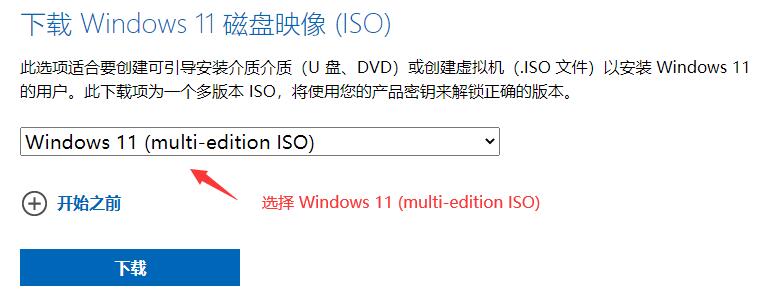 下载 Windows 11 磁盘映像 (ISO)
此选项适合要创建可引导安装介质介质（U 盘、DVD）或创建虚拟机（.ISO 文件）以安装 Windows 11
的用户。此下载项为一个多版本 ISO，将使用您的产品密钥来解锁正确的版本。
Windows 11 (multi-edition ISO)
开始之前
选择 Windows 11 (multi-edition ISO)
下载